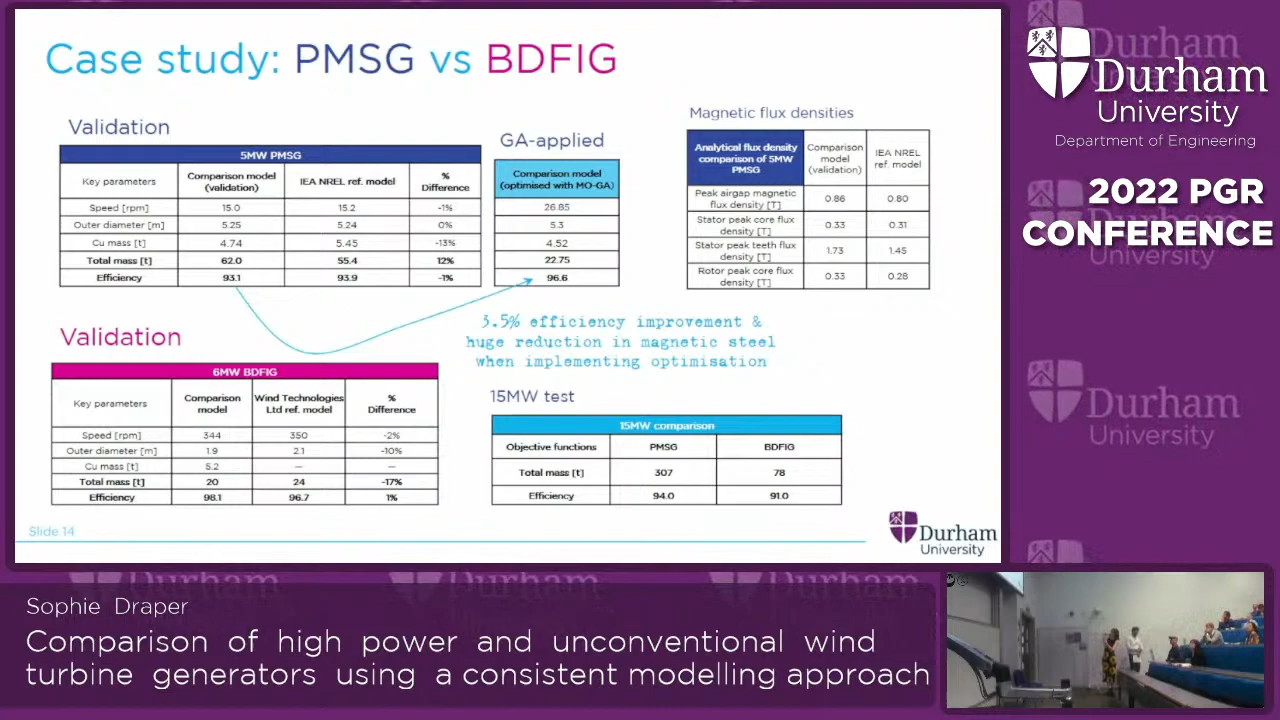 Case study: PMSG vs BDFIG
Validation
5MW PMSG
Key parameters Comparison model (validation) IEA NREL ref. model % Difference
Speed [rpm] 15.0 15.2 -1%
Outer diameter [m] 5.25 5.24 0%
Cu mass [t] 4.74 5.45 -13%
Total mass [t] 62.0 55.4 12%
Efficiency 93.1 93.9 -1%
GA-applied
Comparison model
(optimised with MO-GA)
26.85
5.3
4.52
22.75
96.6
Magnetic flux densities
Analytical flux density comparison of 5MW PMSG Comparison model (validation) IEA NREL ref. model
Peak airgap magnetic flux density [T] 0.86 0.80
Stator peak core flux density [T] 0.33 0.31
Stator peak teeth flux density [T] 1.73 1.45
Rotor peak core flux density [T] 0.33 0.28
3.5% efficiency improvement &
huge reduction in magnetic steel
when implementing optimisation
Validation
6MW BDFIG
Key parameters Comparison model Wind Technologies Ltd ref. model % Difference
Speed [rpm] 344 350 -2%
Outer diameter [m] 1.9 2.1 -10%
Cu mass [t] 5.2 — —
Total mass [t] 20 24 -17%
Efficiency 98.1 96.7 1%
15MW test
15MW comparison
Objective functions PMSG BDFIG
Total mass [t] 307 78
Efficiency 94.0 91.0
Slide 14
Durham
University
Durham
University
Department of Engineering
2022 PGR
CONFERENCE
Sophie Draper
Comparison of high power and unconventional wind
turbine generators using a consistent modelling approach